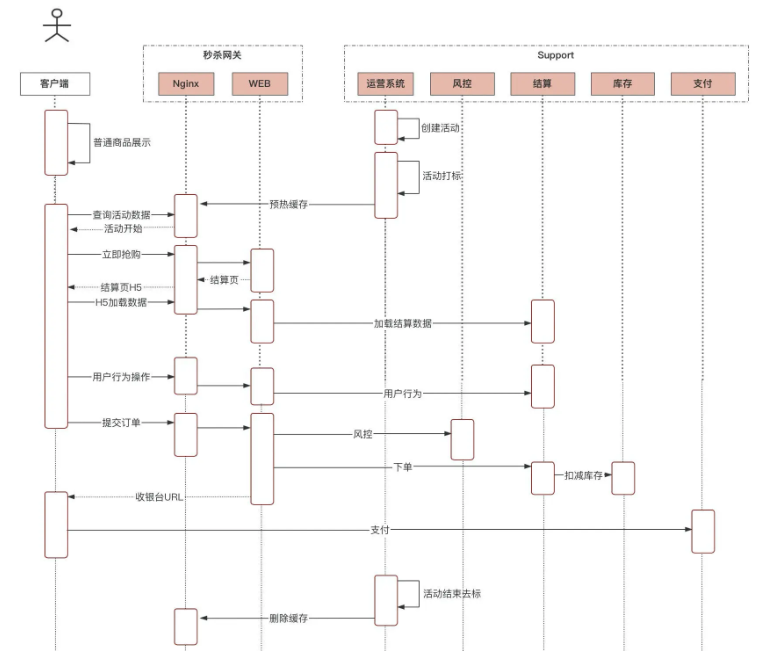 秒杀网关
Support
客户端
Nginx
WEB
运营系统
风控
结算
库存
支付
创建活动
普通商品展示
活动打标
预热缓存
查询活动数据
活动开始
立即抢购
结算页
结算页H5
H5加载数据
加载结算数据
用户行为操作
用户行为
提交订单
风控
下单
扣减库存
收银台URL
支付
活动结束去标
删除缓存